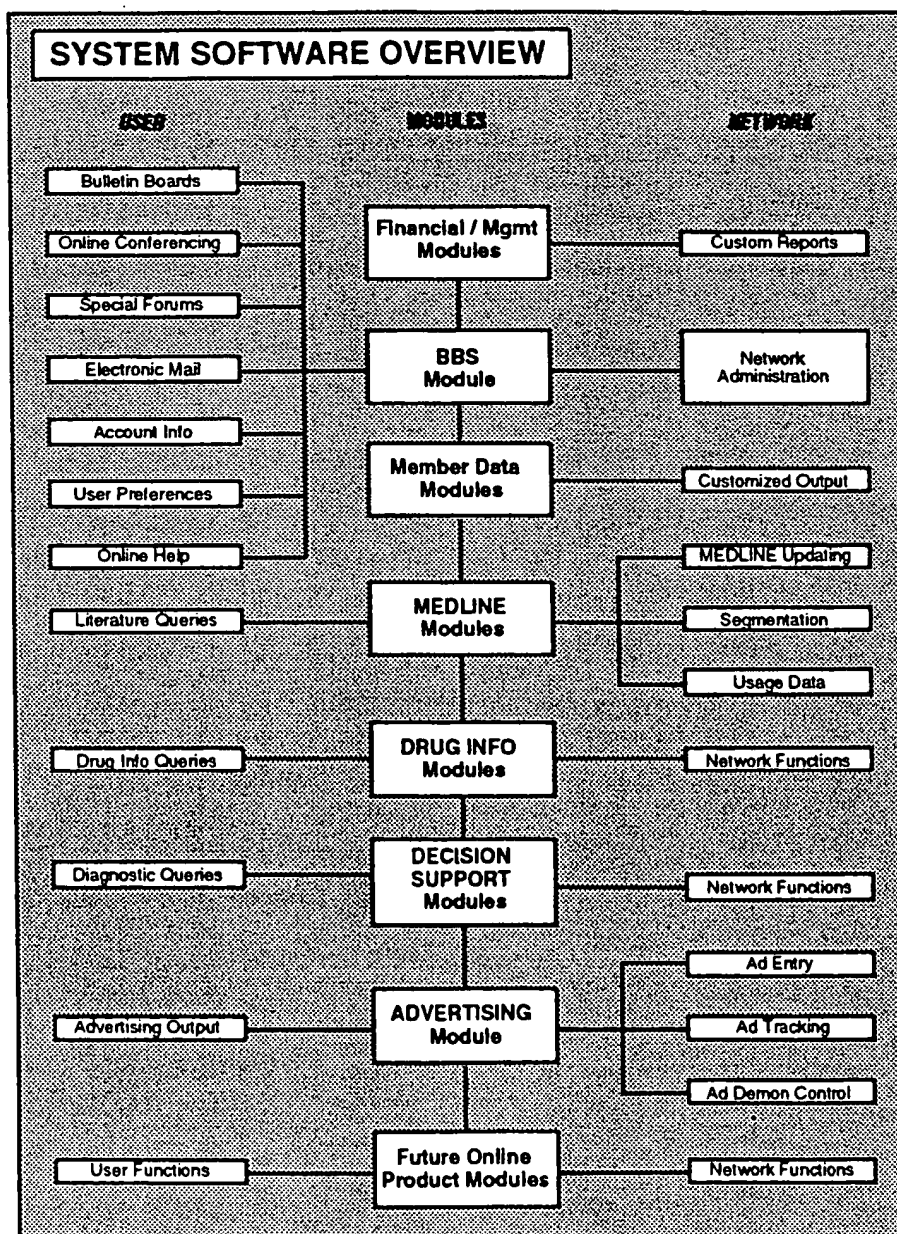 SYSTEM SOFTWARE OVERVIEW
USER
MODULES
NETWORK
Bulletin Boards
Online Conferencing
Special Forums
Electronic Mail
Account Info
User Preferences
Online Help
Literature Queries
Drug Info Queries
Diagnostic Queries
Advertising Output
User Functions
Financial / Mgmt
Modules
BBS
Module
Member Data
Modules
MEDLINE
Modules
DRUG INFO
Modules
DECISION
SUPPORT
Modules
ADVERTISING
Module
Future Online
Product Modules
Custom Reports
Network
Administration
Customized Output
MEDLINE Updating
Segmentation
Usage Data
Network Functions
Network Functions
Ad Entry
Ad Tracking
Ad Demon Control
Network Functions